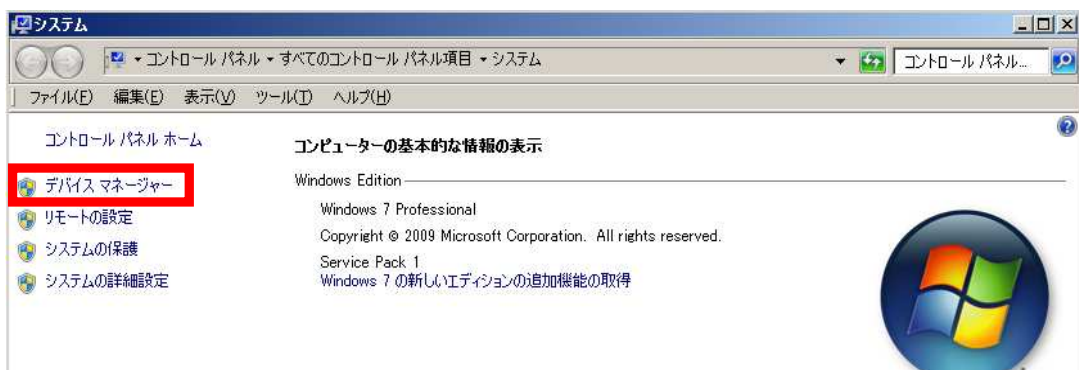 システム
コントロール パネル ▾ すべてのコントロール パネル項目 ▾ システム
コントロール パネル...
ファイル(F) 編集(E) 表示(V) ツール(T) ヘルプ(H)
コントロール パネル ホーム
デバイス マネージャー
リモートの設定
システムの保護
システムの詳細設定
コンピューターの基本的な情報の表示
Windows Edition
Windows 7 Professional
Copyright © 2009 Microsoft Corporation. All rights reserved.
Service Pack 1
Windows 7 の新しいエディションの追加機能の取得